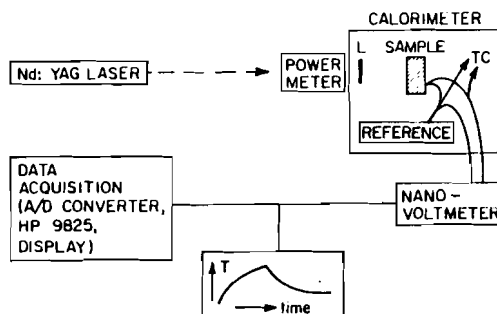 CALORIMETER
Nd: YAG LASER
POWER
METER
L
SAMPLE
TC
REFERENCE
DATA
ACQUISITION
(A/D CONVERTER,
HP 9825,
DISPLAY)
NANO-
VOLTMETER
T
time